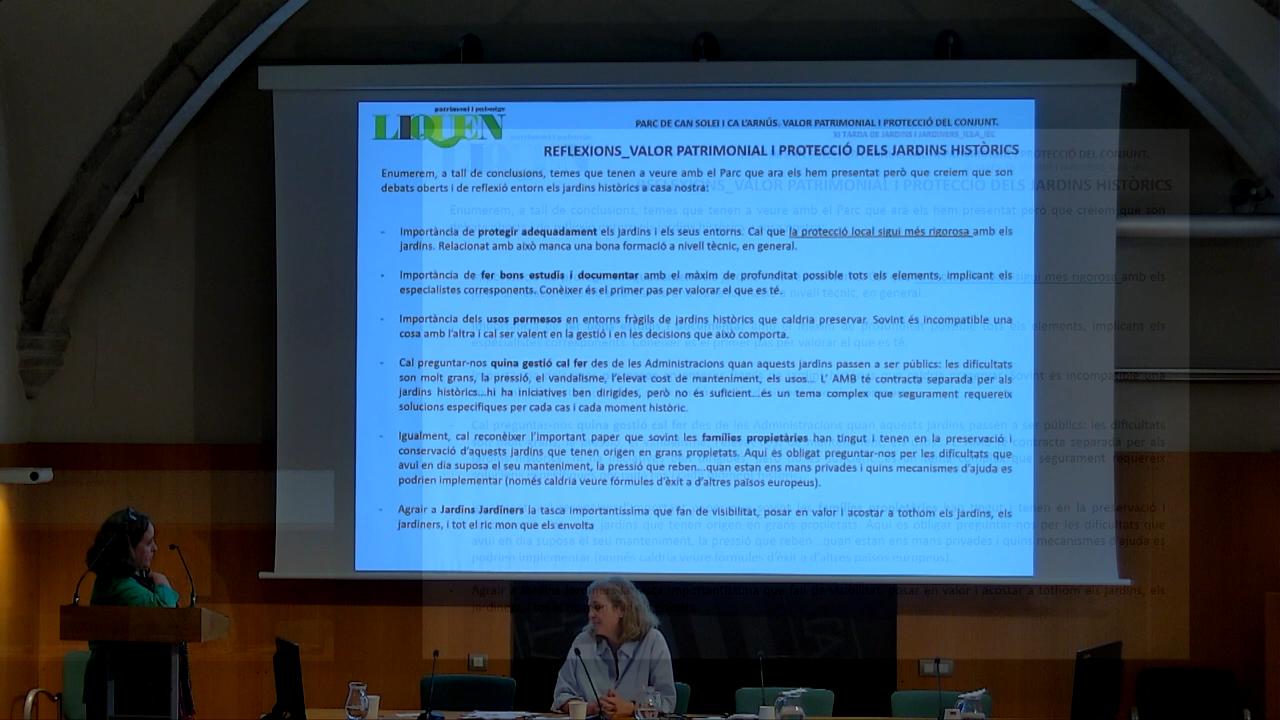 patrimoni i paisatge
LIQUEN
PARC DE CAN SOLEI I CA L'ARNÚS. VALOR PATRIMONIAL I PROTECCIÓ DEL CONJUNT.
XI TARDA DE JARDINS I JARDINERS_ICEA_IEC
REFLEXIONS_VALOR PATRIMONIAL I PROTECCIÓ DELS JARDINS HISTÒRICS
Enumerem, a tall de conclusions, temes que tenen a veure amb el Parc que ara els hem presentat però que creiem que son
debats oberts i de reflexió entorn els jardins històrics a casa nostra:
- Importància de protegir adequadament els jardins i els seus entorns. Cal que la protecció local sigui més rigorosa amb els
jardins. Relacionat amb això manca una bona formació a nivell tècnic, en general.
- Importància de fer bons estudis i documentar amb el màxim de profunditat possible tots els elements, implicant els
especialistes corresponents. Conèixer és el primer pas per valorar el que es té.
- Importància dels usos permesos en entorns fràgils de jardins històrics que caldria preservar. Sovint és incompatible una
cosa amb l'altra i cal ser valent en la gestió i en les decisions que això comporta.
- Cal preguntar-nos quina gestió cal fer des de les Administracions quan aquests jardins passen a ser públics: les dificultats
son molt grans, la pressió, el vandalisme, l'elevat cost de manteniment, els usos... L' AMB té contracta separada per als
jardins històrics...hi ha iniciatives ben dirigides, però no és suficient...és un tema complex que segurament requereix
solucions especifiques per cada cas i cada moment històric.
- Igualment, cal reconèixer l'important paper que sovint les famílies propietàries han tingut i tenen en la preservació i
conservació d'aquests jardins que tenen origen en grans propietats. Aquí és obligat preguntar-nos per les dificultats que
avui en dia suposa el seu manteniment, la pressió que reben...quan estan ens mans privades i quins mecanismes d'ajuda es
podrien implementar (només caldria veure fórmules d'èxit a d'altres països europeus).
- Agrair a Jardins Jardiners la tasca importantíssima que fan de visibilitat, posar en valor i acostar a tothom els jardins, els
jardiners, i tot el ric mon que els envolta